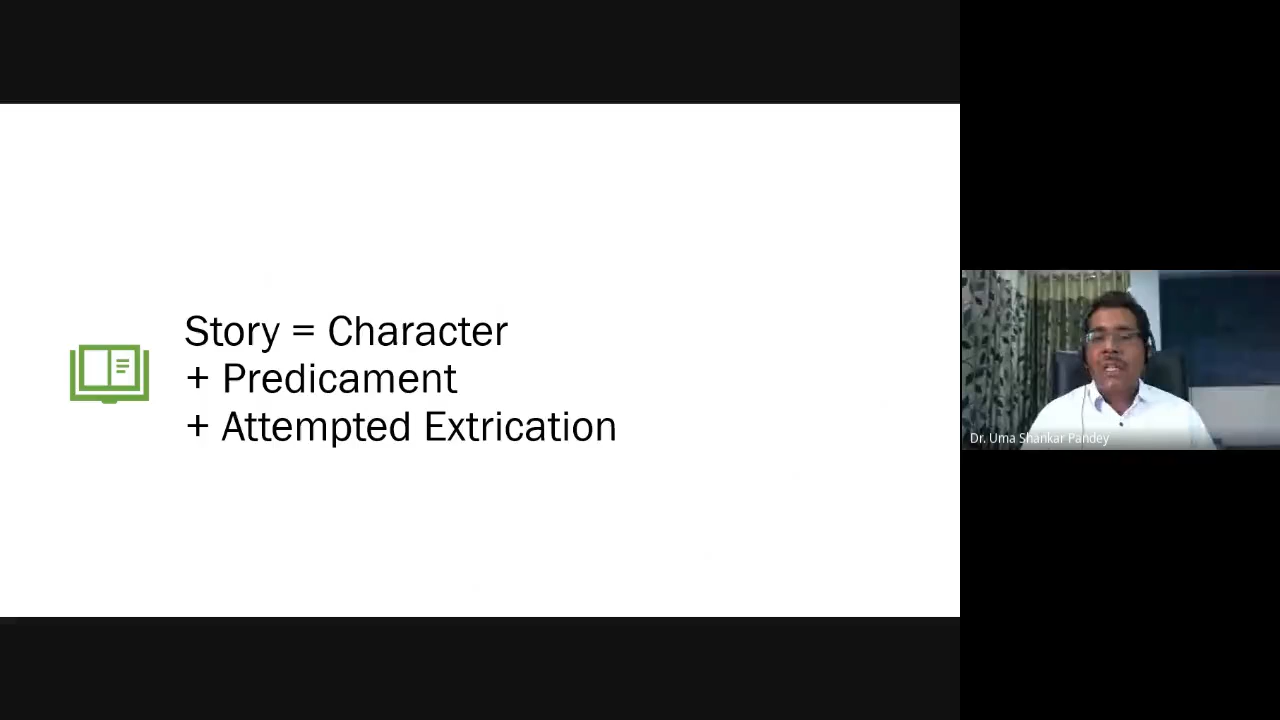 Story = Character
+ Predicament
+ Attempted Extrication
Dr. Uma Shankar Pandey